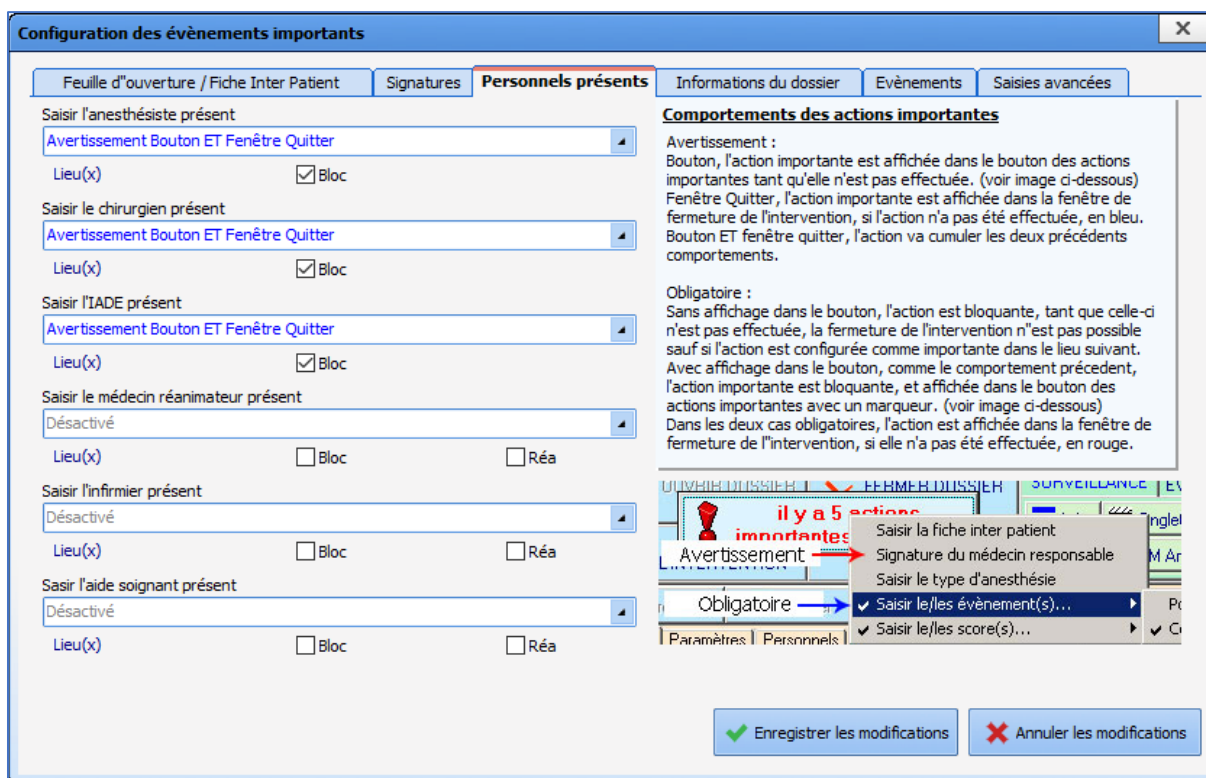 Configuration des évènements importants
Feuille d"ouverture / Fiche Inter Patient
Signatures
Personnels présents
Informations du dossier
Evènements
Saisies avancées
Saisir l'anesthésiste présent
Avertissement Bouton ET Fenêtre Quitter
Lieu(x) Bloc
Saisir le chirurgien présent
Avertissement Bouton ET Fenêtre Quitter
Lieu(x) Bloc
Saisir l'IADE présent
Avertissement Bouton ET Fenêtre Quitter
Lieu(x) Bloc
Saisir le médecin réanimateur présent
Désactivé
Lieu(x) Bloc Réa
Saisir l'infirmier présent
Désactivé
Lieu(x) Bloc Réa
Sasir l'aide soignant présent
Désactivé
Lieu(x) Bloc Réa
Comportements des actions importantes
Avertissement :
Bouton, l'action importante est affichée dans le bouton des actions
importantes tant qu'elle n'est pas effectuée. (voir image ci-dessous)
Fenêtre Quitter, l'action importante est affichée dans la fenêtre de
fermeture de l'intervention, si l'action n'a pas été effectuée, en bleu.
Bouton ET fenêtre quitter, l'action va cumuler les deux précédents
comportements.
Obligatoire :
Sans affichage dans le bouton, l'action est bloquante, tant que celle-ci
n'est pas effectuée, la fermeture de l'intervention n"est pas possible
sauf si l'action est configurée comme importante dans le lieu suivant.
Avec affichage dans le bouton, comme le comportement précedent,
l'action importante est bloquante, et affichée dans le bouton des
actions importantes avec un marqueur. (voir image ci-dessous)
Dans les deux cas obligatoires, l'action est affichée dans la fenêtre de
fermeture de l"intervention, si elle n'a pas été effectuée, en rouge.
OUVRIR DOSSIER FERMER DOSSIER SURVEILLANCE
il y a 5 actions
importantes
Avertissement
Obligatoire
Saisir la fiche inter patient
Signature du médecin responsable
Saisir le type d'anesthésie
Saisir le/les évènement(s)...
Saisir le/les score(s)...
Paramètres Personnels
Enregistrer les modifications
Annuler les modifications